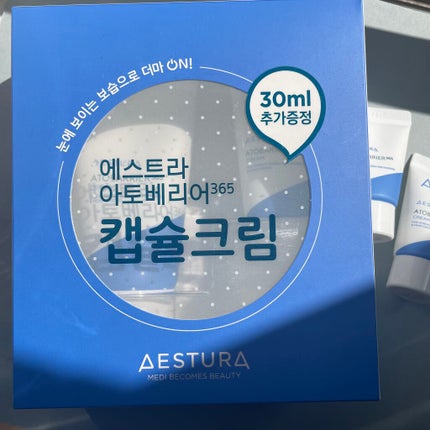 눈에 보이는 보습으로 더마 ON!
30ml
추가증정
에스트라
아토베리어365
캡슐크림
AESTURA
MEDI BECOMES BEAUTY